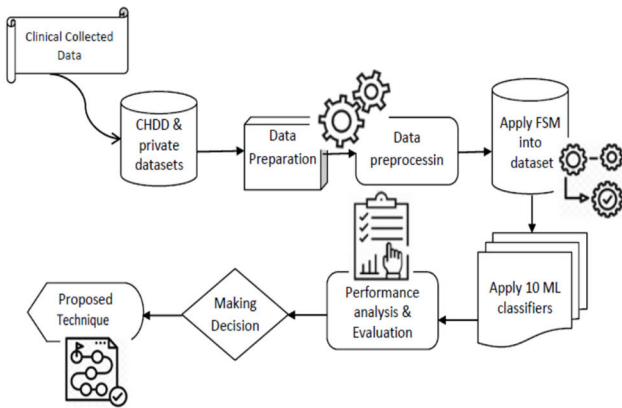 Clinical Collected
Data
CHDD &
private
datasets
Data
Preparation
Data
preprocessin
Apply FSM
into
dataset
Apply 10 ML
classifiers
Performance
analysis &
Evaluation
Making
Decision
Proposed
Technique